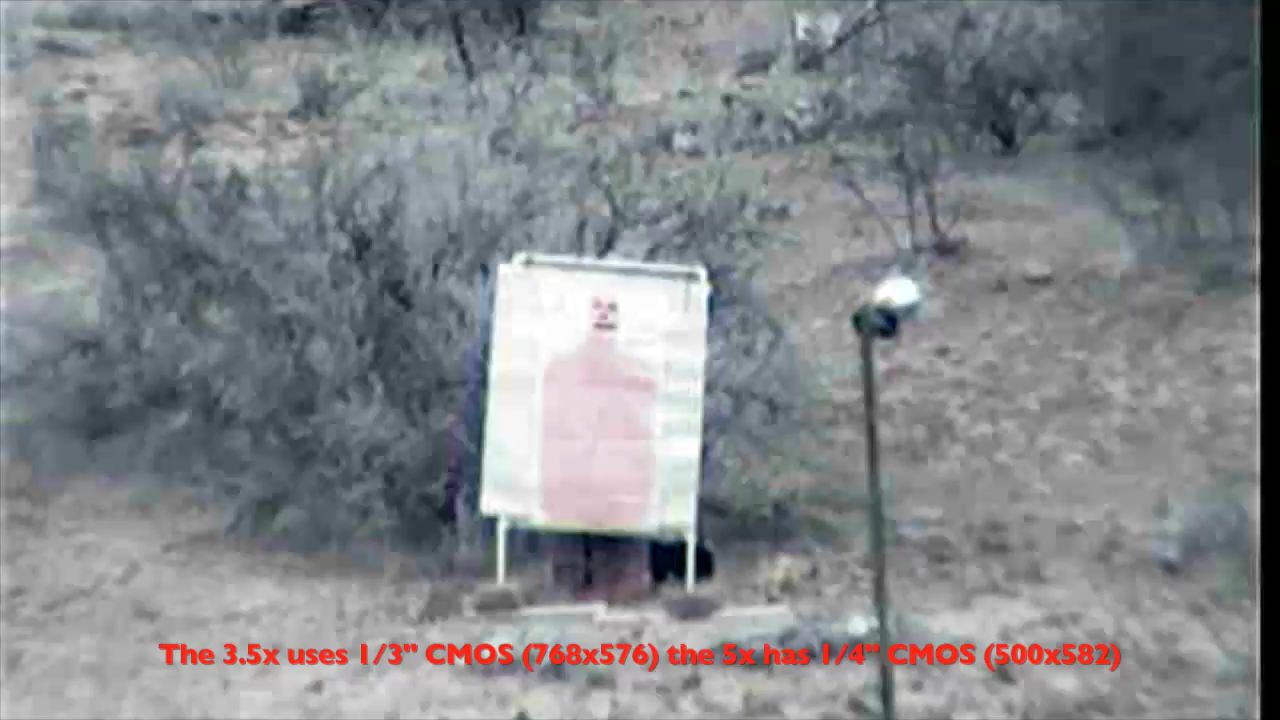 The 3.5x uses 1/3" CMOS (768x576) the 5x has 1/4" CMOS (500x582)